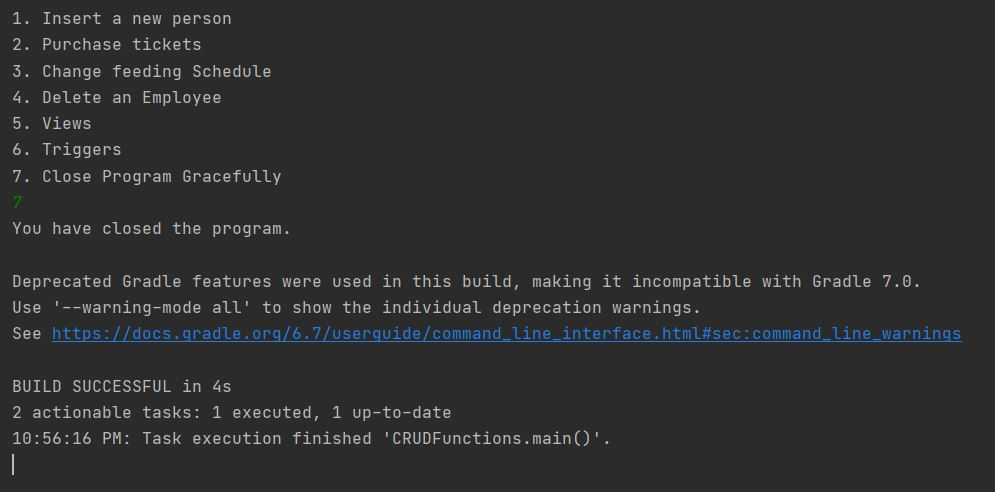 1. Insert a new person
2. Purchase tickets
3. Change feeding Schedule
4. Delete an Employee
5. Views
6. Triggers
7. Close Program Gracefully
7
You have closed the program.
Deprecated Gradle features were used in this build, making it incompatible with Gradle 7.0.
Use '--warning-mode all' to show the individual deprecation warnings.
See https://docs.gradle.org/6.7/userguide/command_line_interface.html#sec:command_line_warnings
BUILD SUCCESSFUL in 4s
2 actionable tasks: 1 executed, 1 up-to-date
10:56:16 PM: Task execution finished 'CRUDFunctions.main()'.